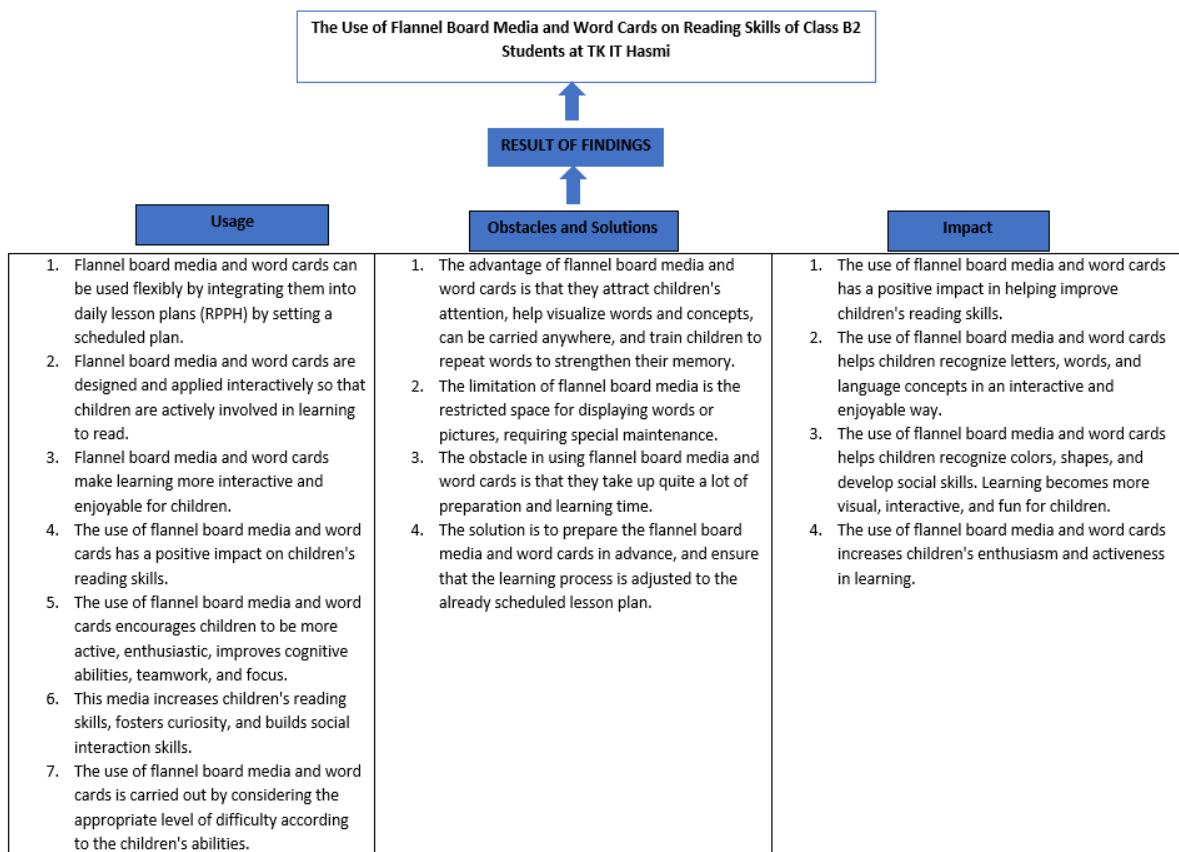 The Use of Flannel Board Media and Word Cards on Reading Skills of Class B2
Students at TK IT Hasmi
RESULT OF FINDINGS
Usage
1. Flannel board media and word cards can
be used flexibly by integrating them into
daily lesson plans (RPPH) by setting a
scheduled plan.
2. Flannel board media and word cards are
designed and applied interactively so that
children are actively involved in learning
to read.
3. Flannel board media and word cards
make learning more interactive and
enjoyable for children.
4. The use of flannel board media and word
cards has a positive impact on children's
reading skills.
5. The use of flannel board media and word
cards encourages children to be more
active, enthusiastic, improves cognitive
abilities, teamwork, and focus.
6. This media increases children's reading
skills, fosters curiosity, and builds social
interaction skills.
7. The use of flannel board media and word
cards is carried out by considering the
appropriate level of difficulty according
to the children's abilities.
Obstacles and Solutions
1. The advantage of flannel board media and
word cards is that they attract children's
attention, help visualize words and concepts,
can be carried anywhere, and train children to
repeat words to strengthen their memory.
2. The limitation of flannel board media is the
restricted space for displaying words or
pictures, requiring special maintenance.
3. The obstacle in using flannel board media and
word cards is that they take up quite a lot of
preparation and learning time.
4. The solution is to prepare the flannel board
media and word cards in advance, and ensure
that the learning process is adjusted to the
already scheduled lesson plan.
Impact
1. The use of flannel board media and word cards
has a positive impact in helping improve
children's reading skills.
2. The use of flannel board media and word cards
helps children recognize letters, words, and
language concepts in an interactive and
enjoyable way.
3. The use of flannel board media and word cards
helps children recognize colors, shapes, and
develop social skills. Learning becomes more
visual, interactive, and fun for children.
4. The use of flannel board media and word cards
increases children's enthusiasm and activeness
in learning.